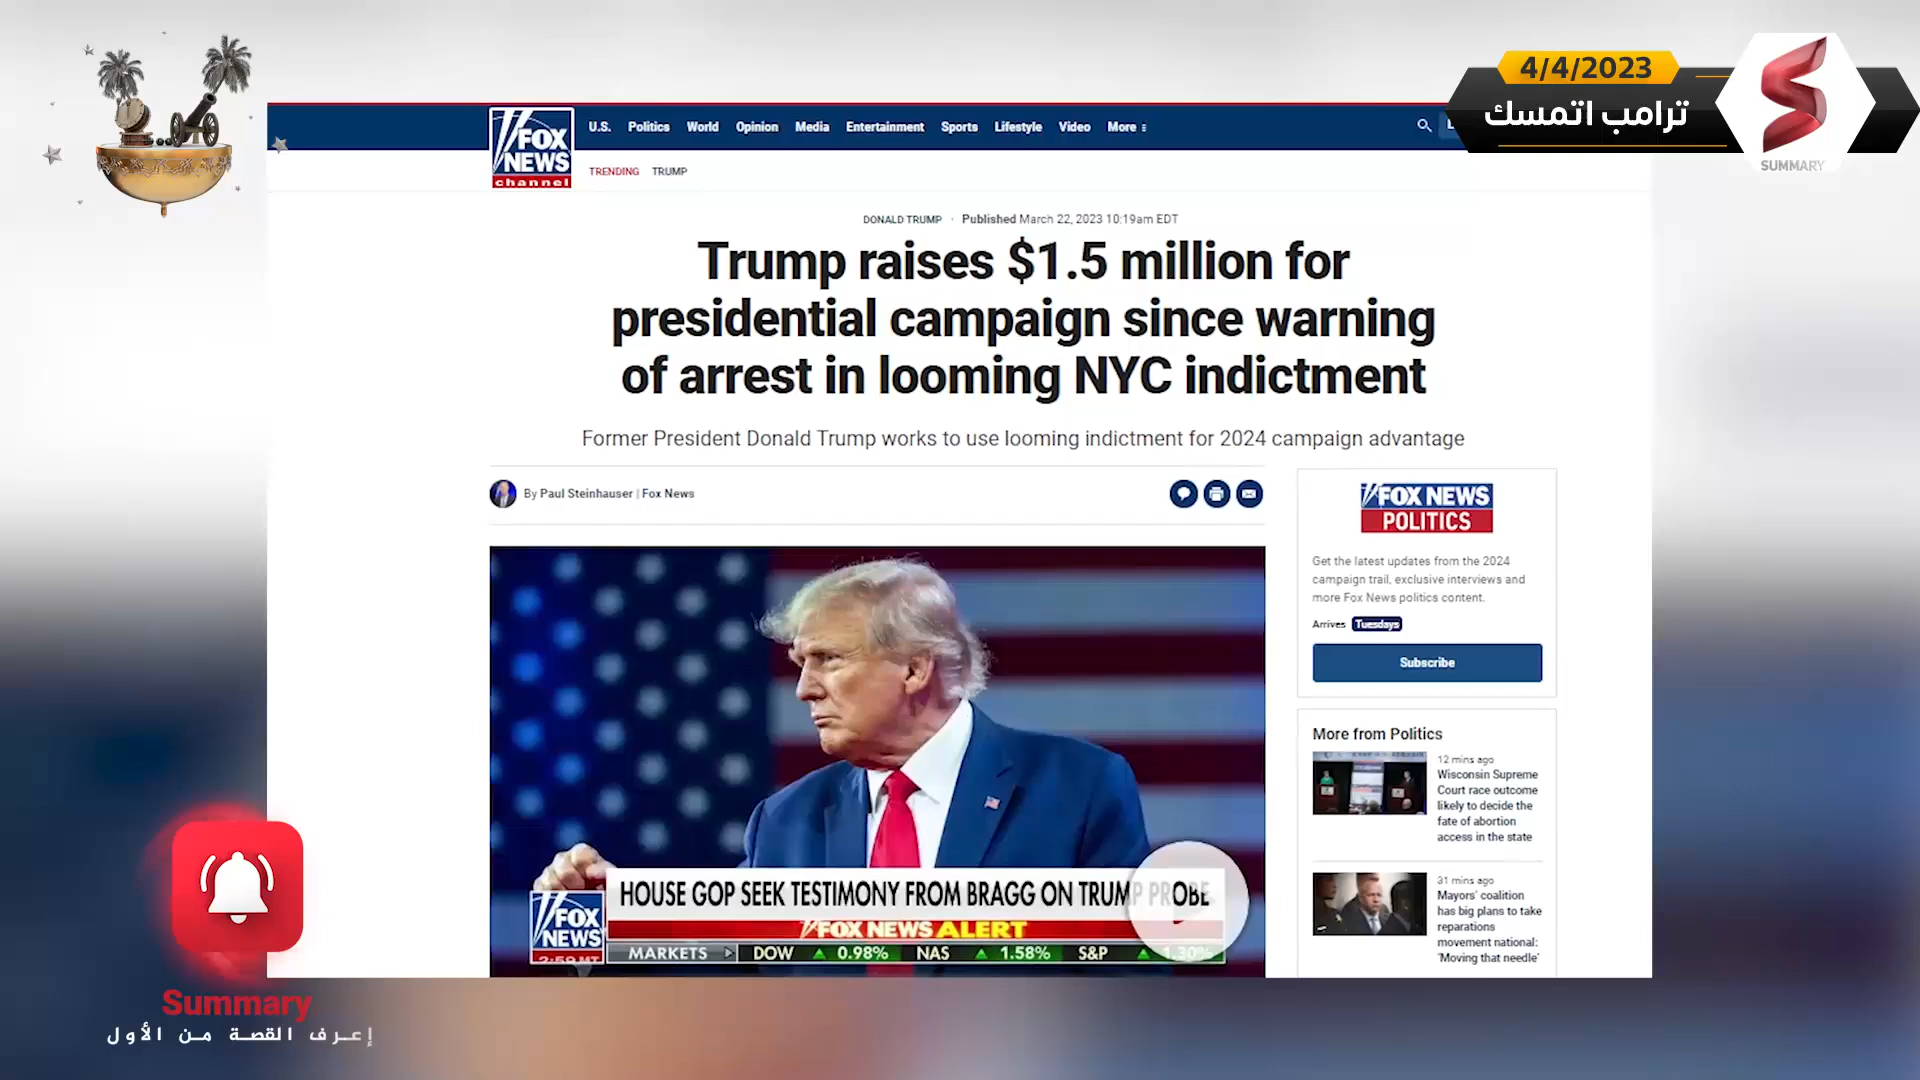 4/4/2023
ترامب اتمسك
SUMMARY
FOX
NEWS
channel
U.S. Politics World Opinion Media Entertainment Sports Lifestyle Video More
TRENDING TRUMP
DONALD TRUMP · Published March 22, 2023 10:19am EDT
Trump raises $1.5 million for
presidential campaign since warning
of arrest in looming NYC indictment
Former President Donald Trump works to use looming indictment for 2024 campaign advantage
By Paul Steinhauser | Fox News
FOX NEWS
POLITICS
Get the latest updates from the 2024
campaign trail, exclusive interviews and
more Fox News politics content.
Arrives Tuesdays
Subscribe
More from Politics
12 mins ago
Wisconsin Supreme
Court race outcome
likely to decide the
fate of abortion
access in the state
31 mins ago
Mayors' coalition
has big plans to take
reparations
movement national:
'Moving that needle'
HOUSE GOP SEEK TESTIMONY FROM BRAGG ON TRUMP PROBE
FOX NEWS ALERT
FOX
NEWS
2:59 MT
MARKETS DOW 0.98% NAS 1.58% S&P 1.30%
Summary
إعرف القصة من الأول